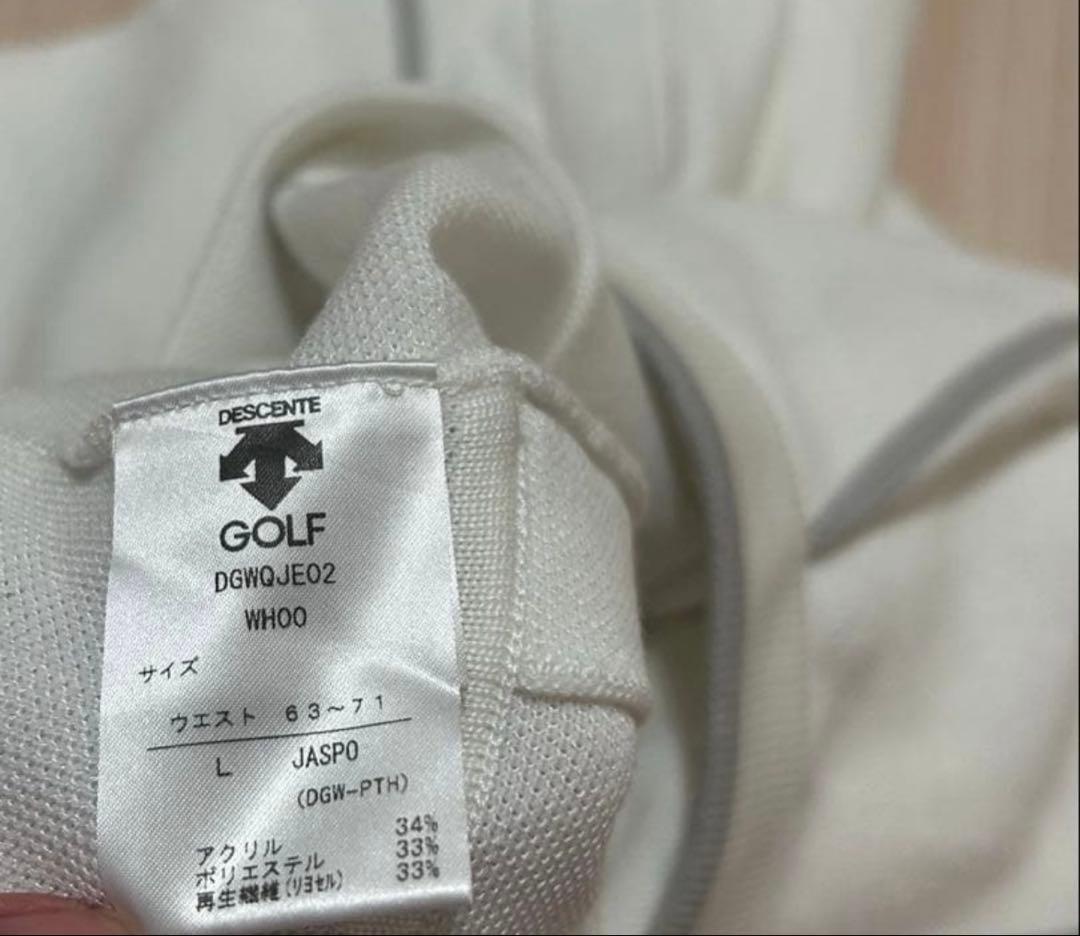 DESCENTE
GOLF
DGWQJE02
WH00
サイズ
ウエスト 63~71
L JASPO
(DGW-PTH)
アクリル 34%
ポリエステル 33%
再生繊維(リヨセル) 33%